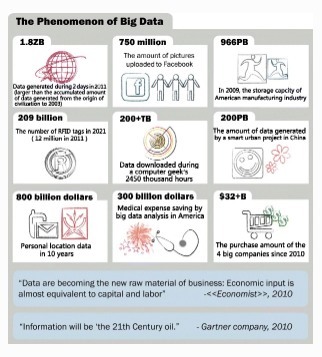 The Phenomenon of Big Data
1.8ZB
Data generated during 2 days in 2011
(larger than the accumulated amount
of data generated from the origin of
civilization to 2003)
750 million
The amount of pictures
uploaded to Facebook
966PB
In 2009, the storage capcity of
American manufacturing industry
209 billion
The number of RFID tags in 2021
( 12 million in 2011 )
200+TB
Data downloaded during
a computer geek's
2450 thousand hours
200PB
The amount of data generated
by a smart urban project in China
800 billion dollars
Personal location data
in 10 years
300 billion dollars
Medical expense saving by
big data analysis in America
$32+B
The purchase amount of the
4 big companies since 2010
"Data are becoming the new raw material of business: Economic input is
almost equivalent to capital and labor" -<<Economist>>, 2010
"Information will be 'the 21th Century oil." - Gartner company, 2010